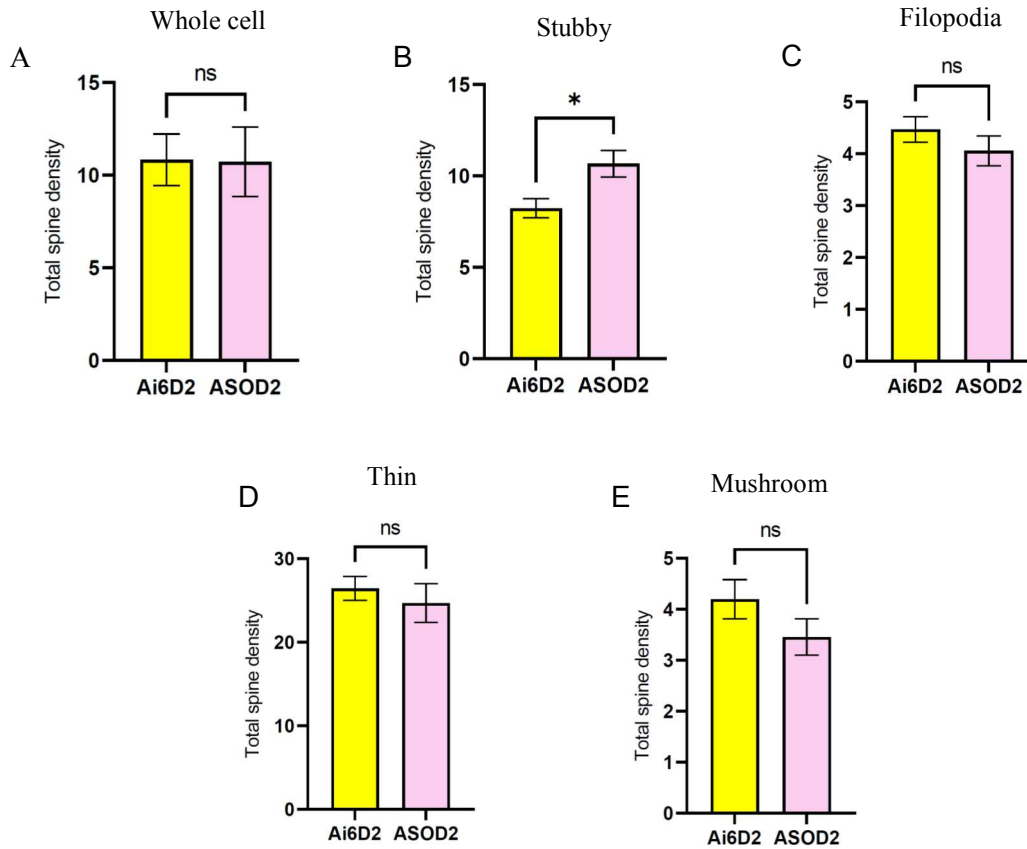 Whole cell
A
ns
Total spine density
15
10
5
0
Ai6D2 ASOD2
Stubby
B
*
Total spine density
15
10
5
0
Ai6D2 ASOD2
Filopodia
C
ns
Total spine density
5
4
3
2
1
0
Ai6D2 ASOD2
Thin
D
ns
Total spine density
30
20
10
0
Ai6D2 ASOD2
Mushroom
E
ns
Total spine density
5
4
3
2
1
0
Ai6D2 ASOD2